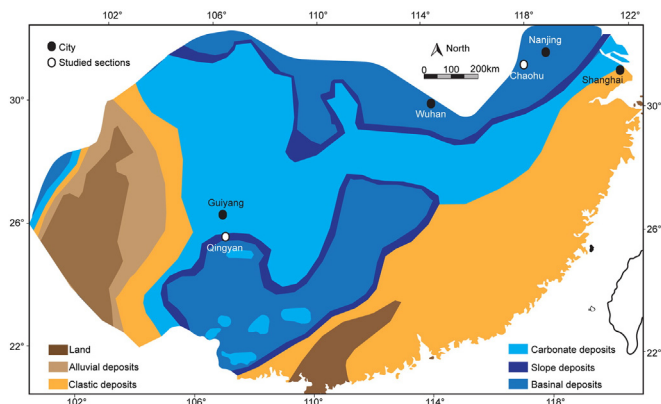 102° 106° 110° 114° 118° 122°
City
Studied sections
North
0 100 200km
Nanjing
Chaohu
Shanghai
Wuhan
30° 30°
Guiyang
Qingyan
26° 26°
22° 22°
Land
Alluvial deposits
Clastic deposits
Carbonate deposits
Slope deposits
Basinal deposits
102° 106° 110° 114° 118° 122°